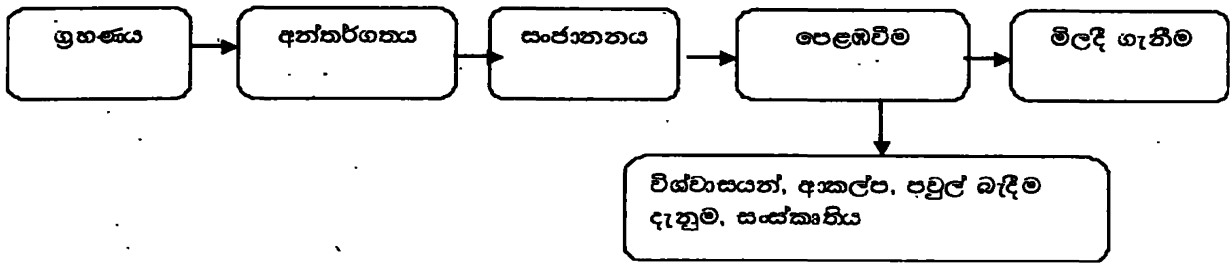 ග්‍රහණය
අන්තර්ගතය
සංජානනය
පෙළඹවීම
මිලදී ගැනීම
විශ්වාසයන්, ආකල්ප, පවුල් බැදීම
දැනුම, සංස්කෘතිය